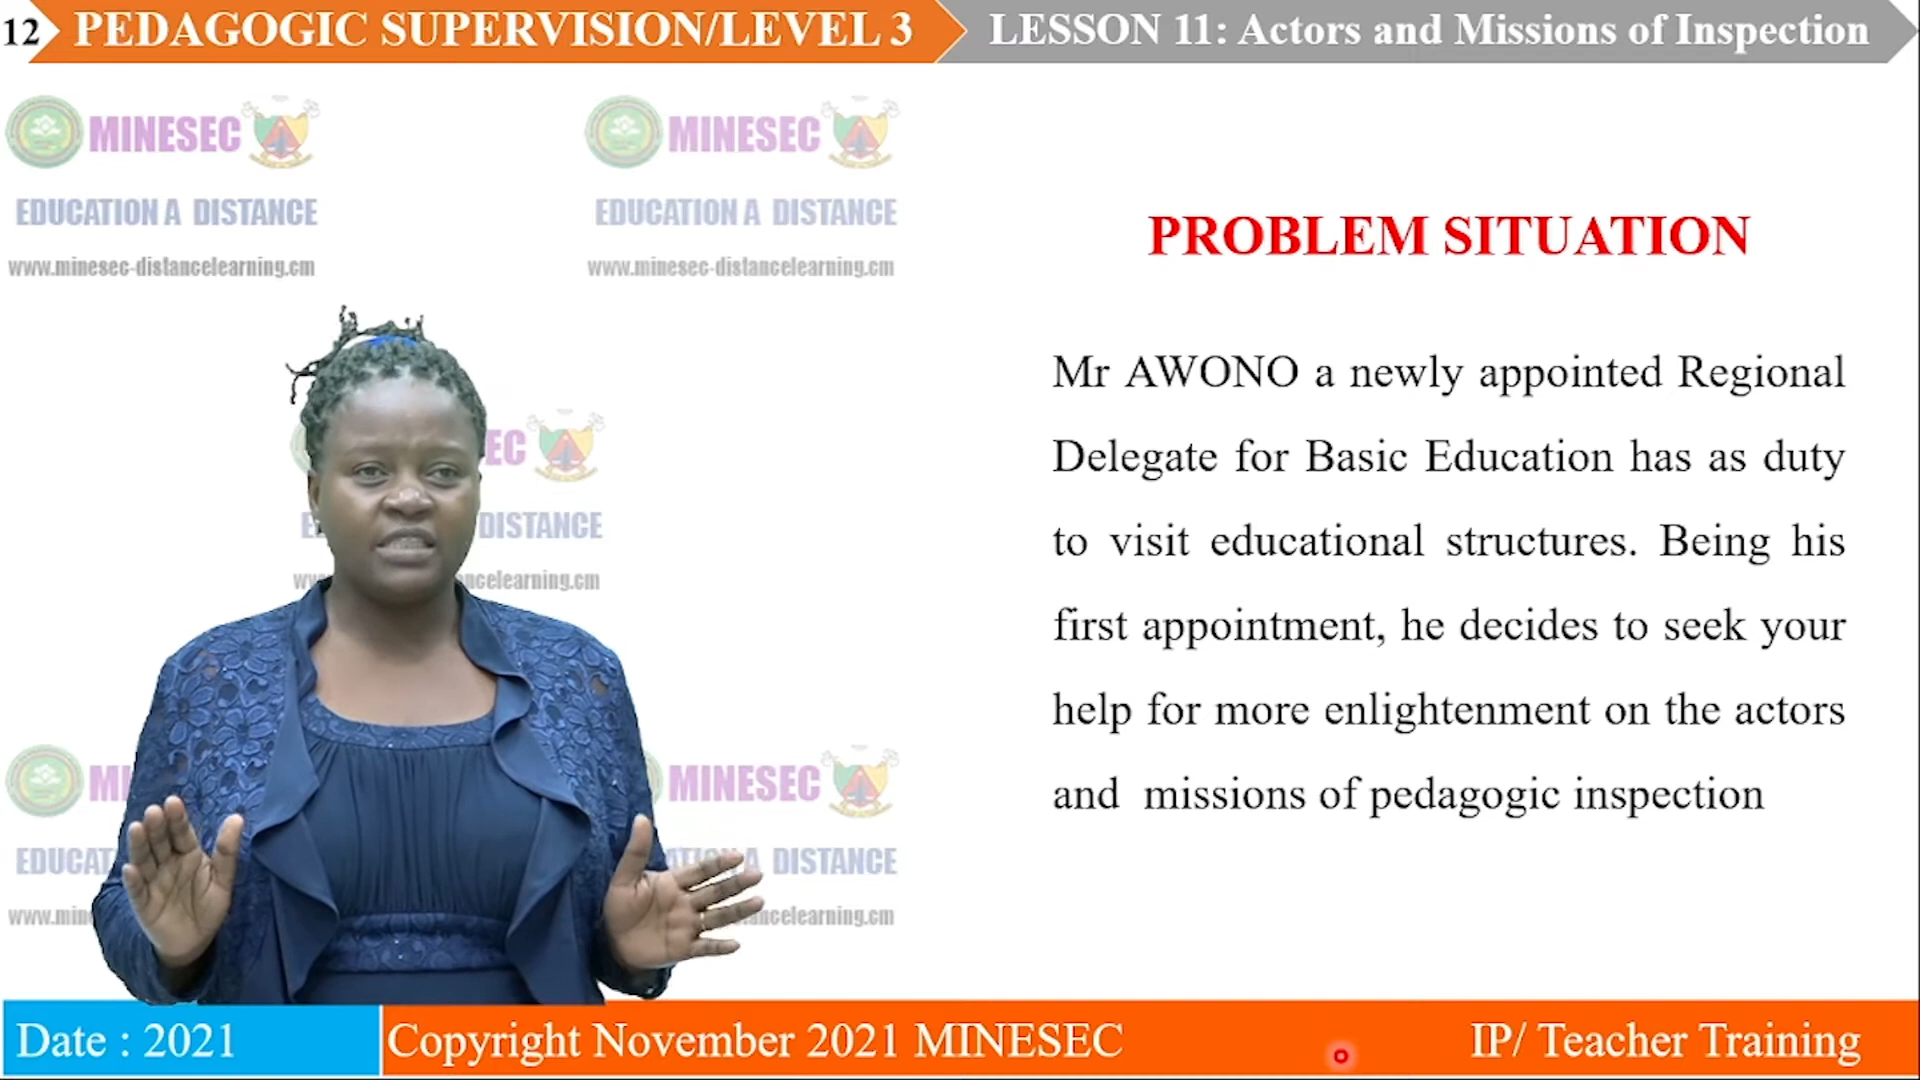 12 PEDAGOGIC SUPERVISION/LEVEL 3 LESSON 11: Actors and Missions of Inspection
MINESEC MINESEC
EDUCATION A DISTANCE EDUCATION A DISTANCE
www.minesec-distancelearning.cm www.minesec-distancelearning.cm
PROBLEM SITUATION
Mr AWONO a newly appointed Regional
Delegate for Basic Education has as duty
to visit educational structures. Being his
first appointment, he decides to seek your
help for more enlightenment on the actors
and missions of pedagogic inspection
EC
DISTANCE
MINESEC
A DISTANCE
Date : 2021 Copyright November 2021 MINESEC IP/ Teacher Training